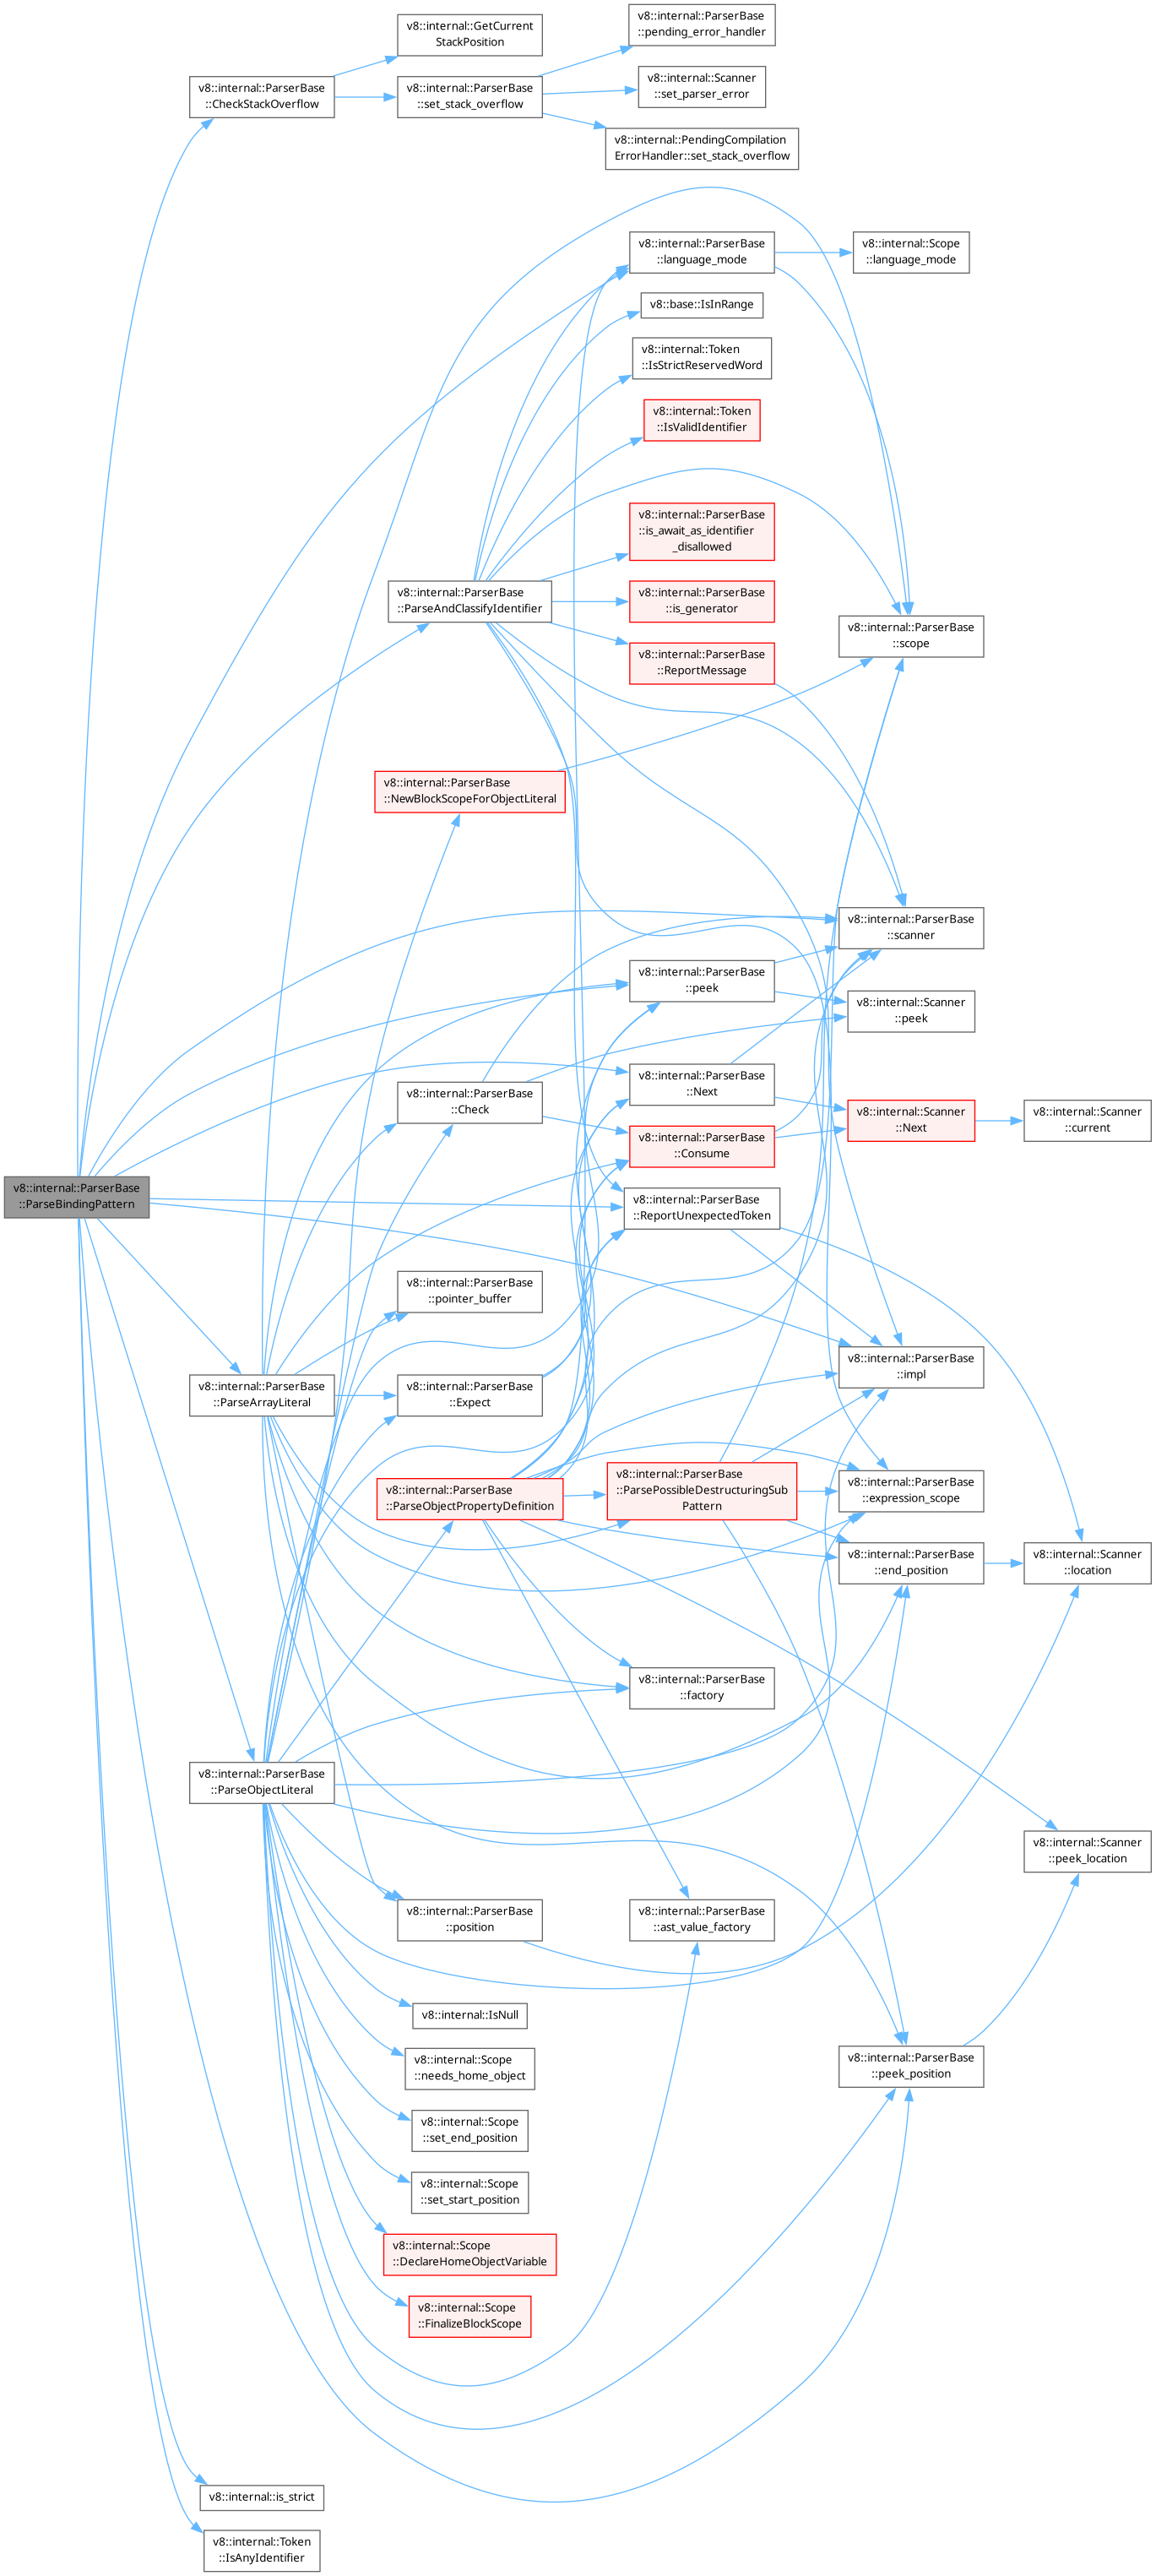 v8::internal::GetCurrent
StackPosition
v8::internal::ParserBase
::pending_error_handler
v8::internal::ParserBase
::CheckStackOverflow
v8::internal::ParserBase
::set_stack_overflow
v8::internal::Scanner
::set_parser_error
v8::internal::PendingCompilation
ErrorHandler::set_stack_overflow
v8::internal::ParserBase
::language_mode
v8::internal::Scope
::language_mode
v8::base::IsInRange
v8::internal::Token
::IsStrictReservedWord
v8::internal::Token
::IsValidIdentifier
v8::internal::ParserBase
::is_await_as_identifier
_disallowed
v8::internal::ParserBase
::ParseAndClassifyIdentifier
v8::internal::ParserBase
::is_generator
v8::internal::ParserBase
::scope
v8::internal::ParserBase
::ReportMessage
v8::internal::ParserBase
::NewBlockScopeForObjectLiteral
v8::internal::ParserBase
::scanner
v8::internal::ParserBase
::peek
v8::internal::Scanner
::peek
v8::internal::ParserBase
::Check
v8::internal::ParserBase
::Next
v8::internal::Scanner
::Next
v8::internal::Scanner
::current
v8::internal::ParserBase
::Consume
v8::internal::ParserBase
::ParseBindingPattern
v8::internal::ParserBase
::ReportUnexpectedToken
v8::internal::ParserBase
::pointer_buffer
v8::internal::ParserBase
::impl
v8::internal::ParserBase
::ParseArrayLiteral
v8::internal::ParserBase
::Expect
v8::internal::ParserBase
::ParseObjectPropertyDefinition
v8::internal::ParserBase
::ParsePossibleDestructuringSub
Pattern
v8::internal::ParserBase
::expression_scope
v8::internal::ParserBase
::end_position
v8::internal::Scanner
::location
v8::internal::ParserBase
::factory
v8::internal::ParserBase
::ParseObjectLiteral
v8::internal::Scanner
::peek_location
v8::internal::ParserBase
::position
v8::internal::ParserBase
::ast_value_factory
v8::internal::IsNull
v8::internal::Scope
::needs_home_object
v8::internal::ParserBase
::peek_position
v8::internal::Scope
::set_end_position
v8::internal::Scope
::set_start_position
v8::internal::Scope
::DeclareHomeObjectVariable
v8::internal::Scope
::FinalizeBlockScope
v8::internal::is_strict
v8::internal::Token
::IsAnyIdentifier